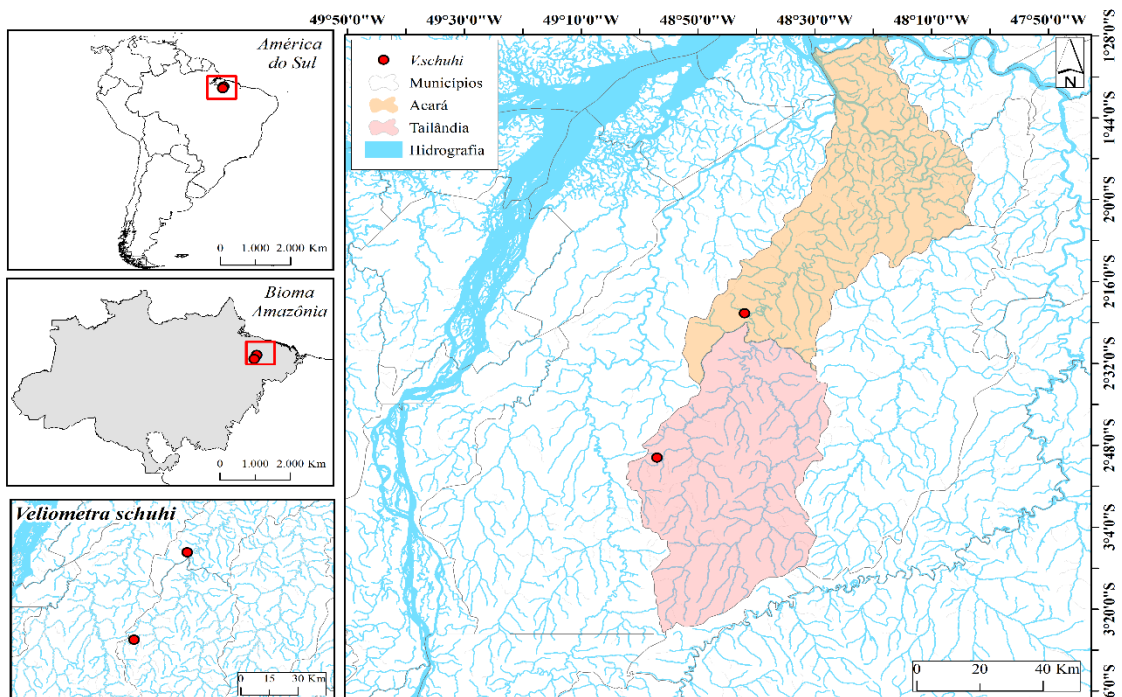 América
do Sul
0 1.000 2.000 Km
Bioma
Amazônia
0 1.000 2.000 Km
Veliometra schuhi
0 15 30 Km
49°50'0"W 49°30'0"W 49°10'0"W 48°50'0"W 48°30'0"W 48°10'0"W 47°50'0"W
V.schuhi
Municípios
Acará
Tailândia
Hidrografia
N
1°28'0"S
1°44'0"S
2°0'0"S
2°16'0"S
2°32'0"S
2°48'0"S
3°4'0"S
3°20'0"S
6'0"S
0 20 40 Km